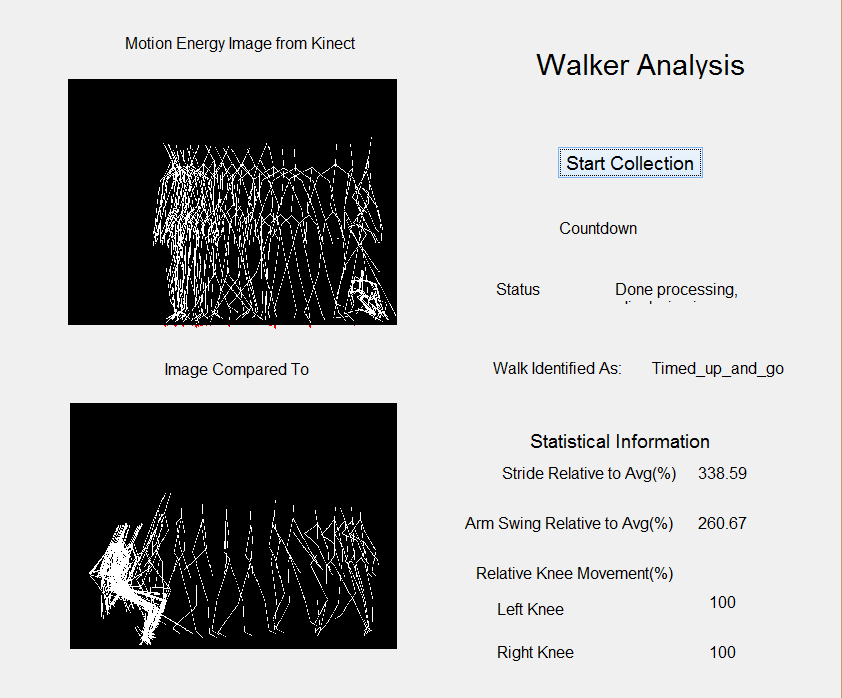 Motion Energy Image from Kinect
Walker Analysis
Start Collection
Countdown
Status
Done processing,
Image Compared To
Walk Identified As:
Timed_up_and_go
Statistical Information
Stride Relative to Avg(%)
338.59
Arm Swing Relative to Avg(%)
260.67
Relative Knee Movement(%)
Left Knee
100
Right Knee
100